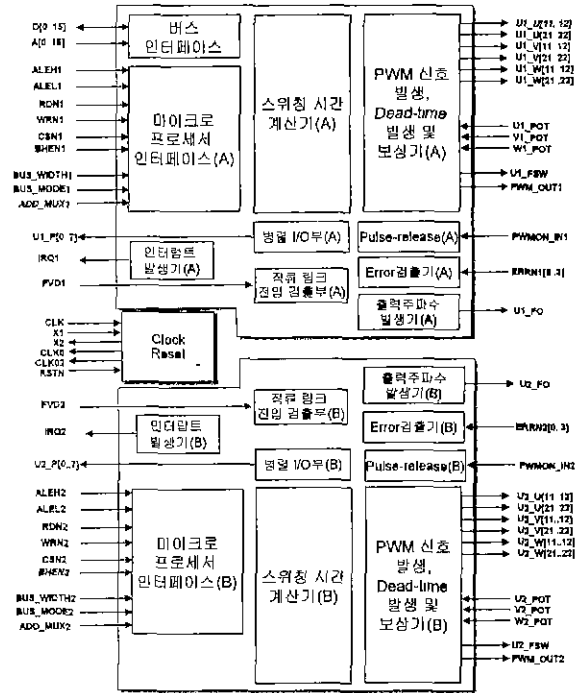 D[0..15]
A[0..15]
ALEH1
ALEL1
RDN1
WRN1
CSN1
BHEN1
BUS_WIDTH1
BUS_MODE1
ADD_MUX1
U1_P[0..7]
IRQ1
FVD1
버스
인터페이스
마이크로
프로세서
인터페이스(A)
스위칭 시간
계산기(A)
PWM 신호
발생,
Dead-time
발생 및
보상기(A)
인터럽트
발생기(A)
병렬 I/O부(A)
직류 링크
전압 검출부(A)
Pulse-release(A)
Error검출기(A)
출력주파수
발생기(A)
U1_U[11..12]
U1_U[21..22]
U1_V[11..12]
U1_V[21..22]
U1_W[11..12]
U1_W[21..22]
U1_POT
V1_POT
W1_POT
U1_FSW
PWM_OUT1
PWMON_IN1
ERRN1[0..3]
U1_FO
CLK
X1
X2
CLK0
CLK02
RSTN
Clock
Reset
FVD2
IRQ2
U2_P[0..7]
ALEH2
ALEL2
RDN2
WRN2
CSN2
BHEN2
BUS_WIDTH2
BUS_MODE2
ADD_MUX2
인터럽트
발생기(B)
직류 링크
전압 검출부(B)
병렬 I/O부(B)
출력주파수
발생기(B)
Error검출기(B)
Pulse-release(B)
마이크로
프로세서
인터페이스(B)
스위칭 시간
계산기(B)
PWM 신호
발생,
Dead-time
발생 및
보상기(B)
U2_FO
ERRN2[0..3]
PWMON_IN2
U2_U[11..12]
U2_U[21..22]
U2_V[11..12]
U2_V[21..22]
U2_W[11..12]
U2_W[21..22]
U2_POT
V2_POT
W2_POT
U2_FSW
PWM_OUT2